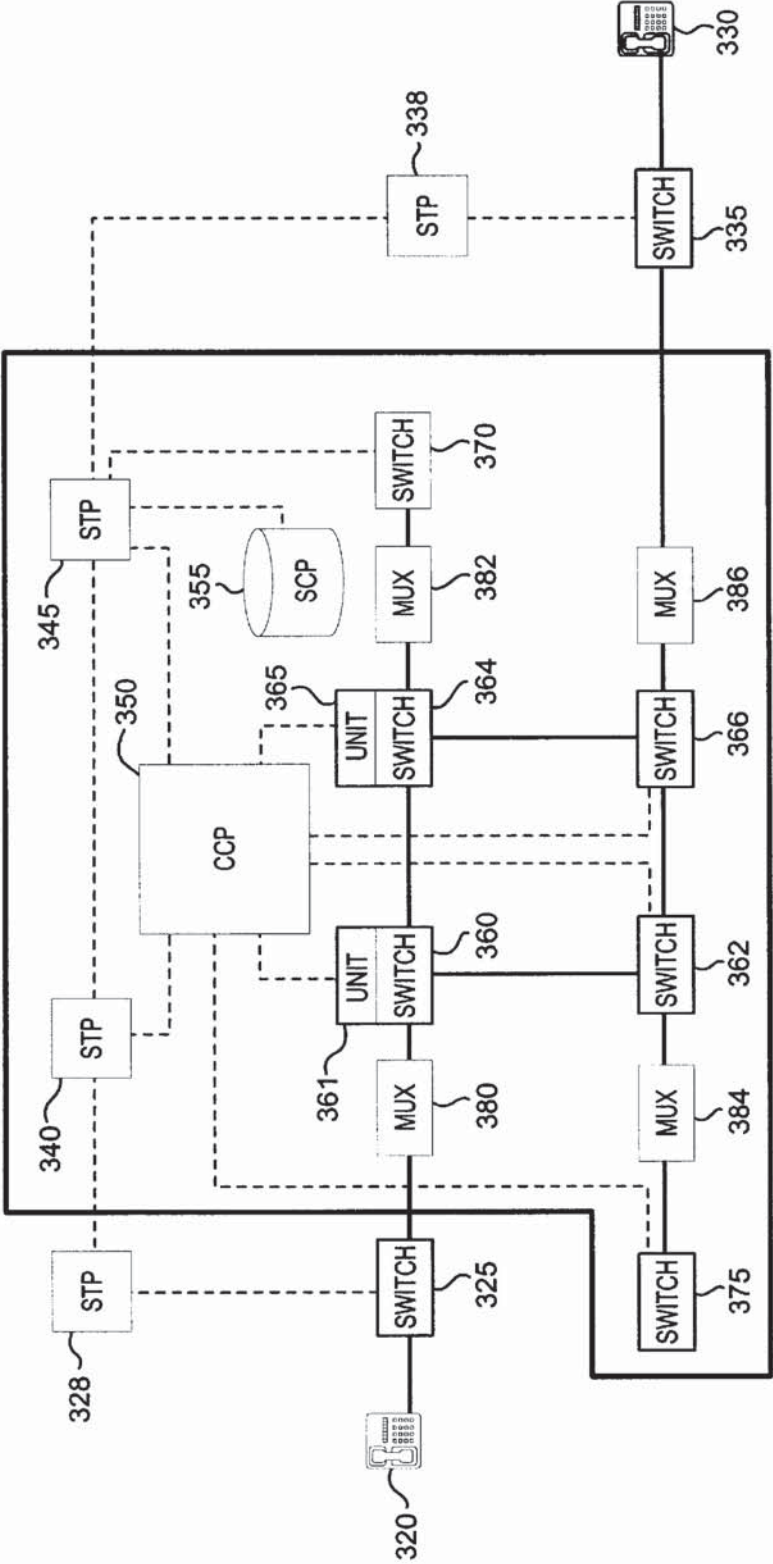 328
STP
340
STP
350
CCP
345
STP
355
SCP
STP
338
320
SWITCH
325
MUX
380
361
UNIT
SWITCH
360
UNIT
365
SWITCH
364
MUX
382
SWITCH
370
SWITCH
375
MUX
384
SWITCH
362
SWITCH
366
MUX
386
SWITCH
335
330